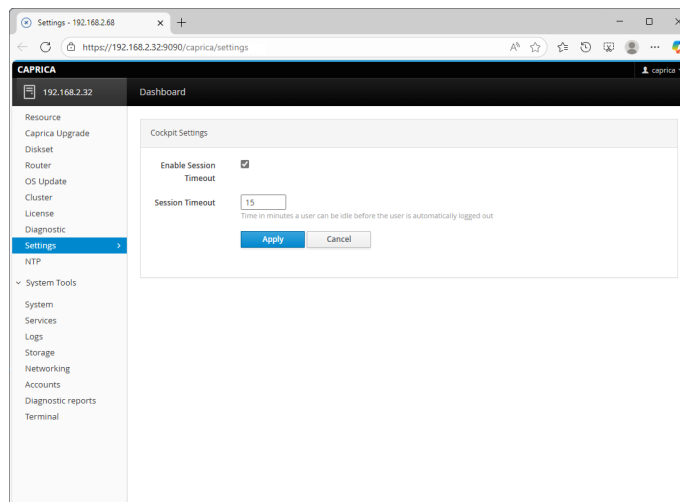 Settings - 192.168.2.68
https://192.168.2.32:9090/caprica/settings
CAPRICA
caprica
192.168.2.32
Dashboard
Resource
Caprica Upgrade
Diskset
Router
OS Update
Cluster
License
Diagnostic
Settings
NTP
System Tools
System
Services
Logs
Storage
Networking
Accounts
Diagnostic reports
Terminal
Cockpit Settings
Enable Session
Timeout
Session Timeout
15
Time in minutes a user can be idle before the user is automatically logged out
Apply
Cancel